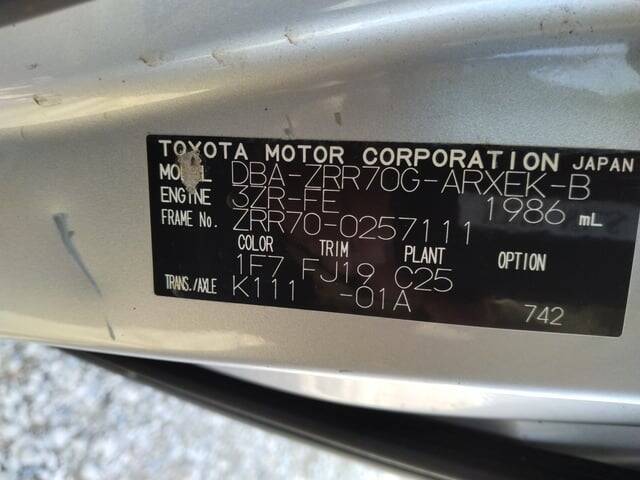 TOYOTA MOTOR CORPORATION JAPAN
MODEL DBA-ZRR70G-ARXEK-B
ENGINE 3ZR-FE 1986 mL
FRAME No. ZRR70-0257111
COLOR TRIM PLANT OPTION
1F7 FJ19 C25
TRANS./AXLE K111 -01A
742